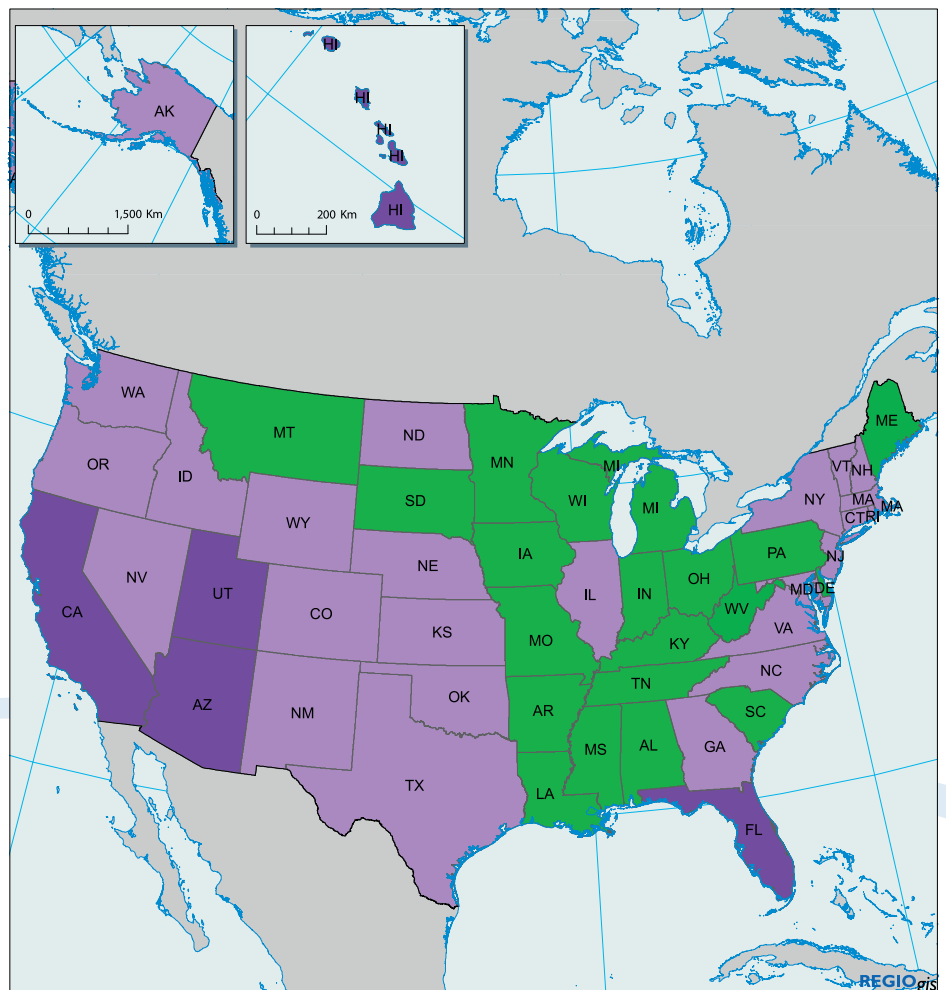 AK
0 1,500 Km
HI
HI
HI
HI
HI
0 200 Km
WA
MT
ND
MN
ME
OR
ID
SD
WI
MI
MI
VT
NH
NY
MA
MA
CT
RI
WY
IA
PA
NJ
NE
OH
NV
UT
CO
IL
IN
WV
MD
DE
CA
KS
MO
KY
VA
NC
AZ
NM
OK
AR
TN
SC
TX
LA
MS
AL
GA
FL
REGIOgis